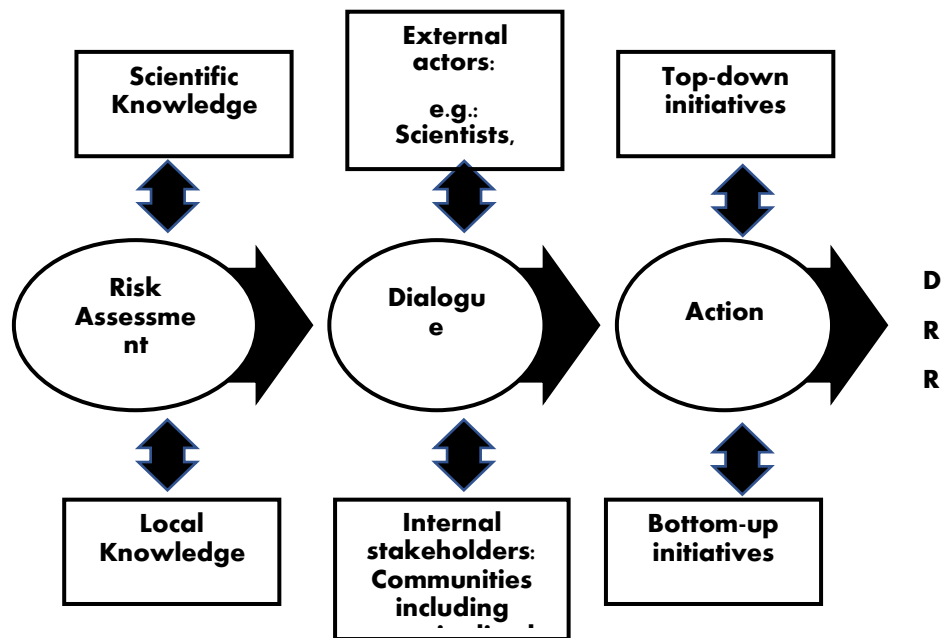 Scientific
Knowledge
External
actors:
e.g.:
Scientists,
Top-down
initiatives
Risk
Assessme
nt
Dialogu
e
Action
D
R
R
Local
Knowledge
Internal
stakeholders:
Communities
including
Bottom-up
initiatives